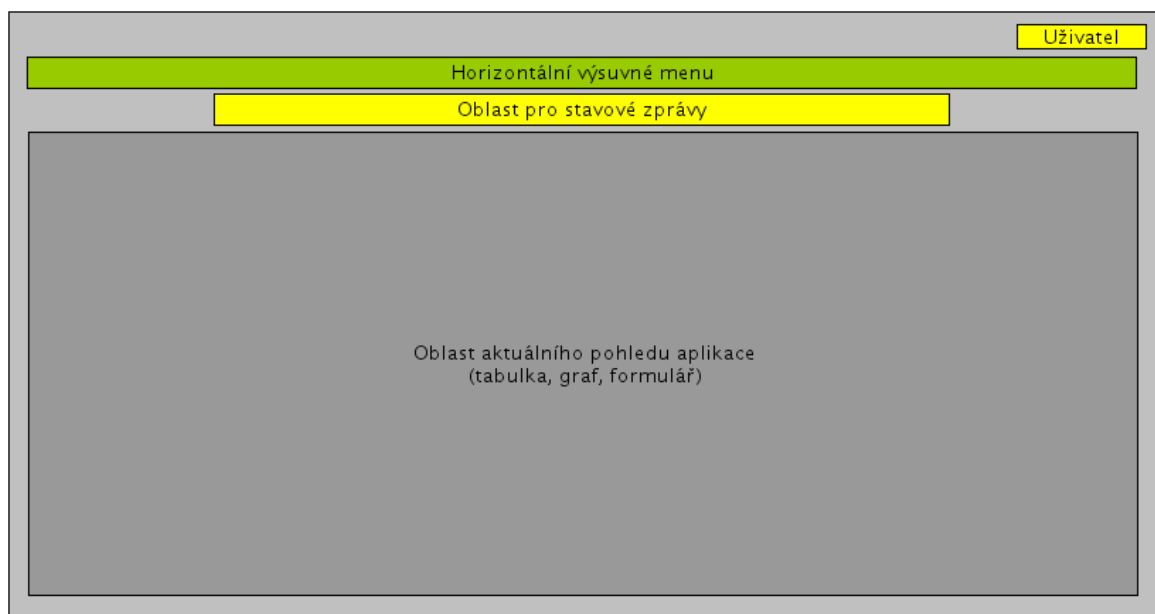 Uživatel
Horizontální výsuvné menu
Oblast pro stavové zprávy
Oblast aktuálního pohledu aplikace
(tabulka, graf, formulář)